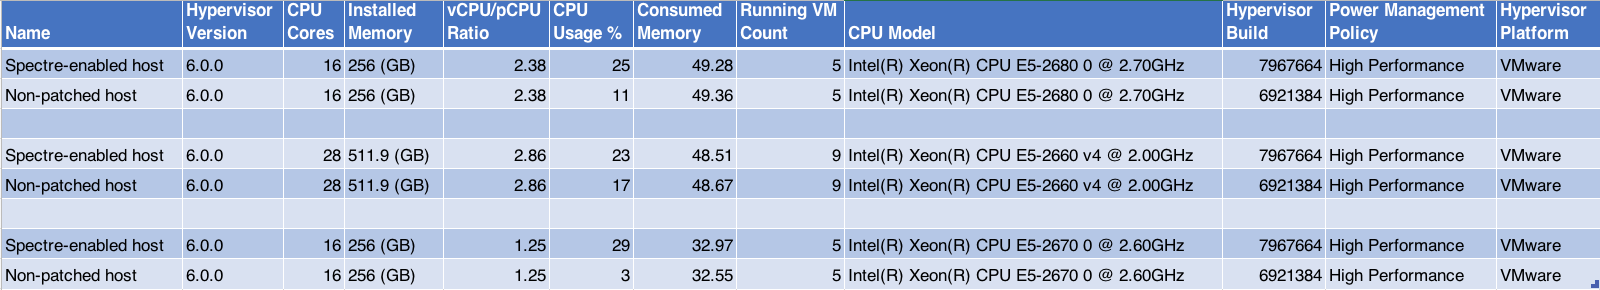 Name Hypervisor Version CPU Cores Installed Memory vCPU/pCPU Ratio CPU Usage % Consumed Memory Running VM Count CPU Model Hypervisor Build Power Management Policy Hypervisor Platform
Spectre-enabled host 6.0.0 16 256 (GB) 2.38 25 49.28 5 Intel(R) Xeon(R) CPU E5-2680 0 @ 2.70GHz 7967664 High Performance VMware
Non-patched host 6.0.0 16 256 (GB) 2.38 11 49.36 5 Intel(R) Xeon(R) CPU E5-2680 0 @ 2.70GHz 6921384 High Performance VMware
Spectre-enabled host 6.0.0 28 511.9 (GB) 2.86 23 48.51 9 Intel(R) Xeon(R) CPU E5-2660 v4 @ 2.00GHz 7967664 High Performance VMware
Non-patched host 6.0.0 28 511.9 (GB) 2.86 17 48.67 9 Intel(R) Xeon(R) CPU E5-2660 v4 @ 2.00GHz 6921384 High Performance VMware
Spectre-enabled host 6.0.0 16 256 (GB) 1.25 29 32.97 5 Intel(R) Xeon(R) CPU E5-2670 0 @ 2.60GHz 7967664 High Performance VMware
Non-patched host 6.0.0 16 256 (GB) 1.25 3 32.55 5 Intel(R) Xeon(R) CPU E5-2670 0 @ 2.60GHz 6921384 High Performance VMware